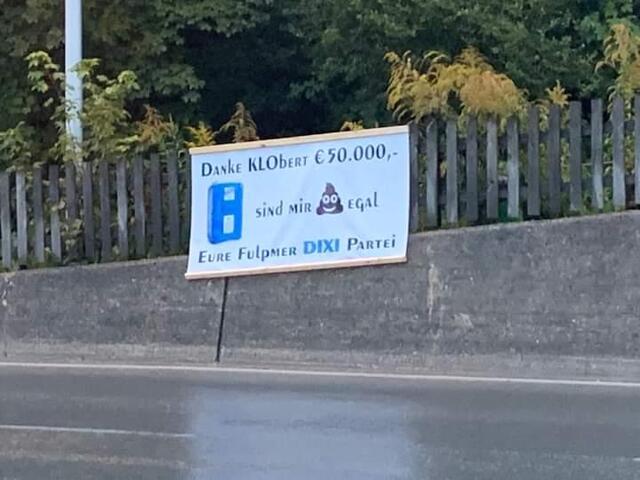 Danke KLObert €50.000,-
sind mir 💩 egal
Eure Fulpmer DIXI Partei